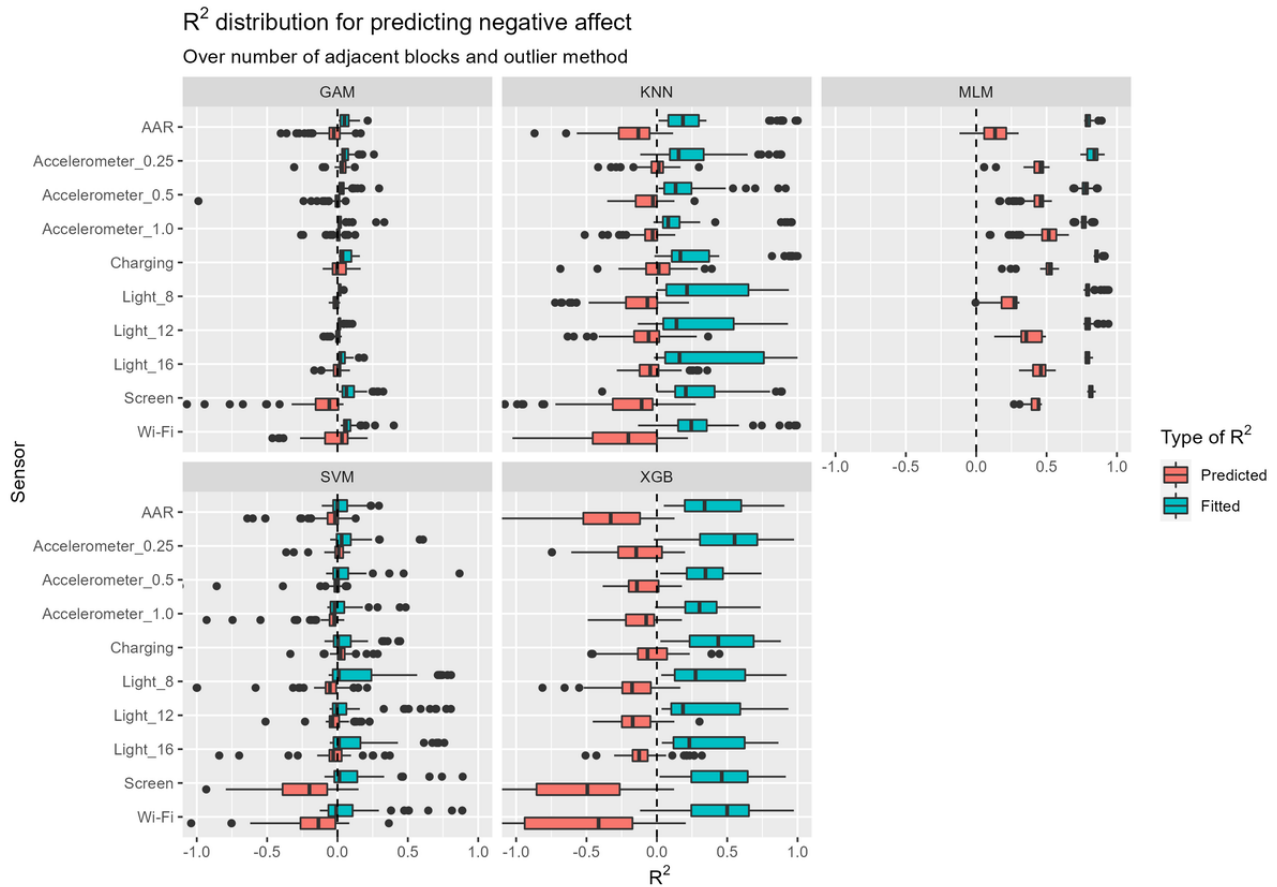 R² distribution for predicting negative affect
Over number of adjacent blocks and outlier method
GAM KNN MLM
AAR
Accelerometer_0.25
Accelerometer_0.5
Accelerometer_1.0
Charging
Light_8
Light_12
Light_16
Screen
Wi-Fi
-1.0 -0.5 0.0 0.5 1.0
SVM XGB
AAR
Accelerometer_0.25
Accelerometer_0.5
Accelerometer_1.0
Charging
Light_8
Light_12
Light_16
Screen
Wi-Fi
-1.0 -0.5 0.0 0.5 1.0 -1.0 -0.5 0.0 0.5 1.0
Sensor
R²
Type of R²
Predicted
Fitted